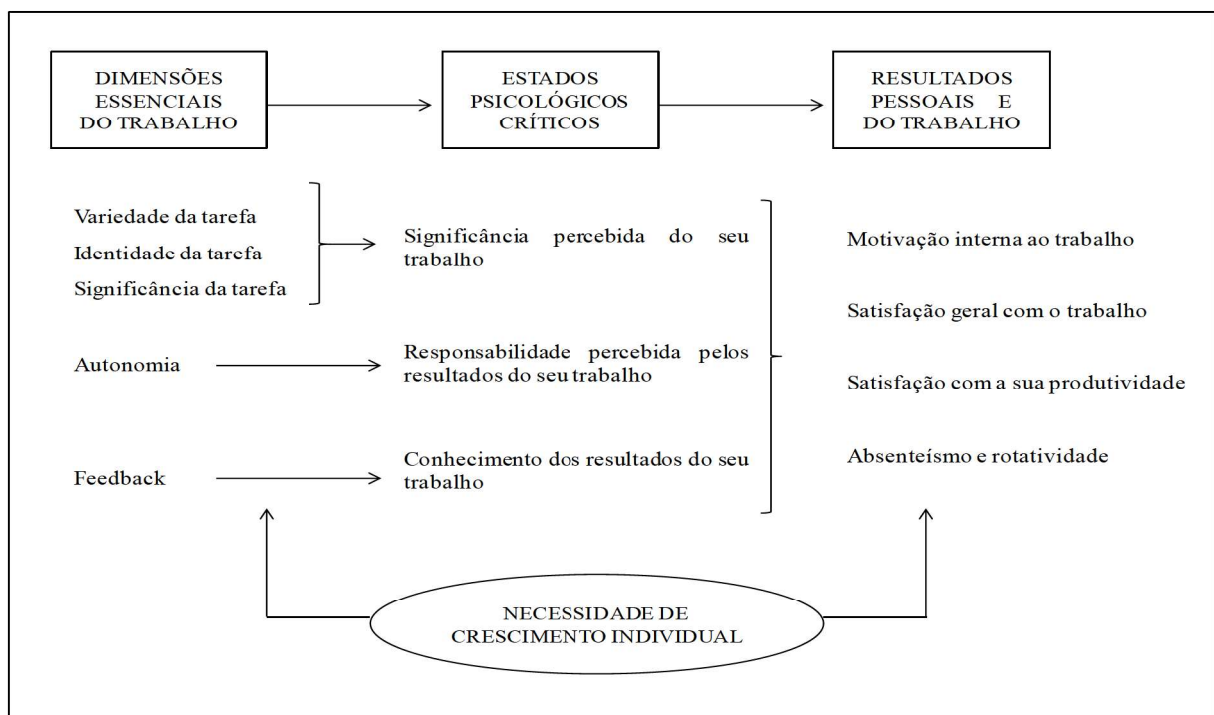 DIMENSÕES
ESSENCIAIS
DO TRABALHO
ESTADOS
PSICOLÓGICOS
CRÍTICOS
RESULTADOS
PESSOAIS E
DO TRABALHO
Variedade da tarefa
Identidade da tarefa
Significância da tarefa
Significância percebida do seu
trabalho
Autonomia
Responsabilidade percebida pelos
resultados do seu trabalho
Feedback
Conhecimento dos resultados do seu
trabalho
Motivação interna ao trabalho
Satisfação geral com o trabalho
Satisfação com a sua produtividade
Absenteísmo e rotatividade
NECESSIDADE DE
CRESCIMENTO INDIVIDUAL